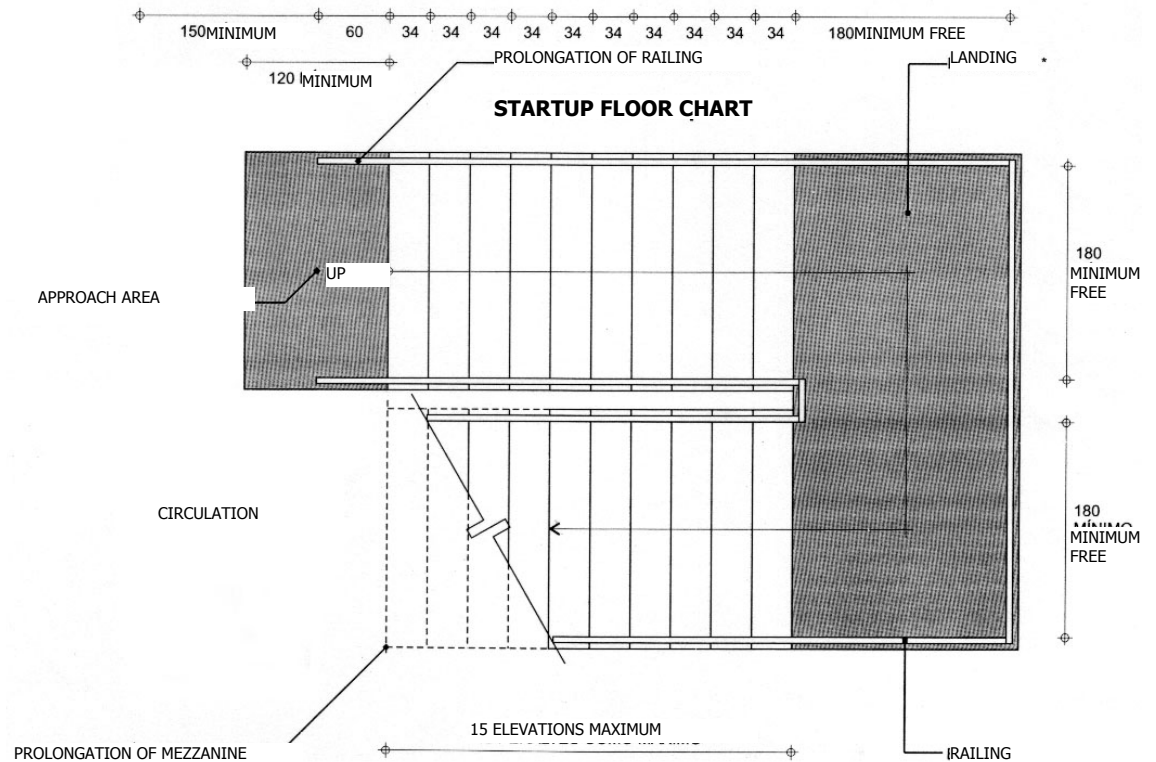 150MINIMUM 60 34 34 34 34 34 34 34 34 34 34 180MINIMUM FREE
120 MINIMUM
PROLONGATION OF RAILING
LANDING *
STARTUP FLOOR CHART
180
MINIMUM
FREE
UP
APPROACH AREA
CIRCULATION
180
MINIMUM
FREE
15 ELEVATIONS MAXIMUM
PROLONGATION OF MEZZANINE
RAILING